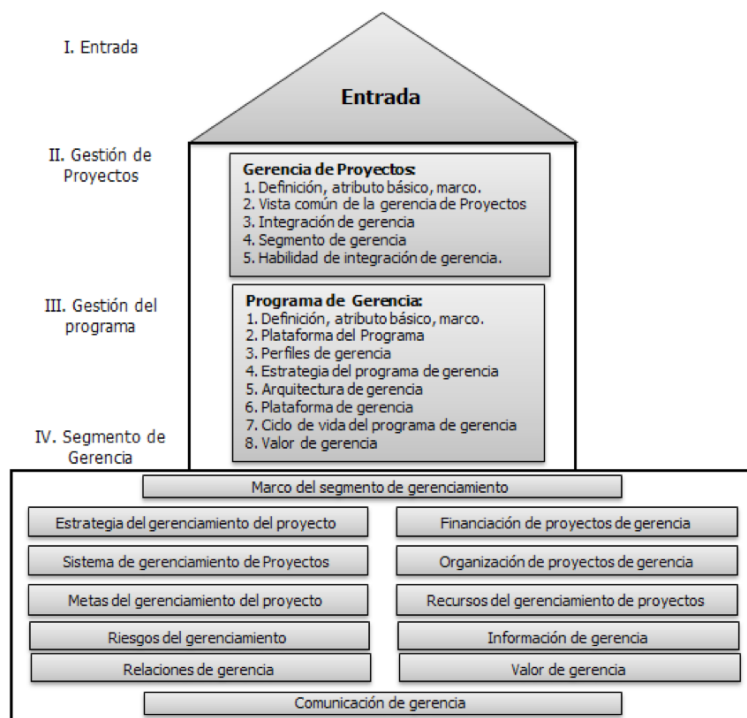 I. Entrada
Entrada
II. Gestión de
Proyectos
Gerencia de Proyectos:
1. Definición, atributo básico, marco.
2. Vista común de la gerencia de Proyectos
3. Integración de gerencia
4. Segmento de gerencia
5. Habilidad de integración de gerencia.
III. Gestión del
programa
Programa de Gerencia:
1. Definición, atributo básico, marco.
2. Plataforma del Programa
3. Perfiles de gerencia
4. Estrategia del programa de gerencia
5. Arquitectura de gerencia
6. Plataforma de gerencia
7. Ciclo de vida del programa de gerencia
8. Valor de gerencia
IV. Segmento de
Gerencia
Marco del segmento de gerenciamiento
Estrategia del gerenciamiento del proyecto
Financiación de proyectos de gerencia
Sistema de gerenciamiento de Proyectos
Organización de proyectos de gerencia
Metas del gerenciamiento del proyecto
Recursos del gerenciamiento de proyectos
Riesgos del gerenciamiento
Información de gerencia
Relaciones de gerencia
Valor de gerencia
Comunicación de gerencia